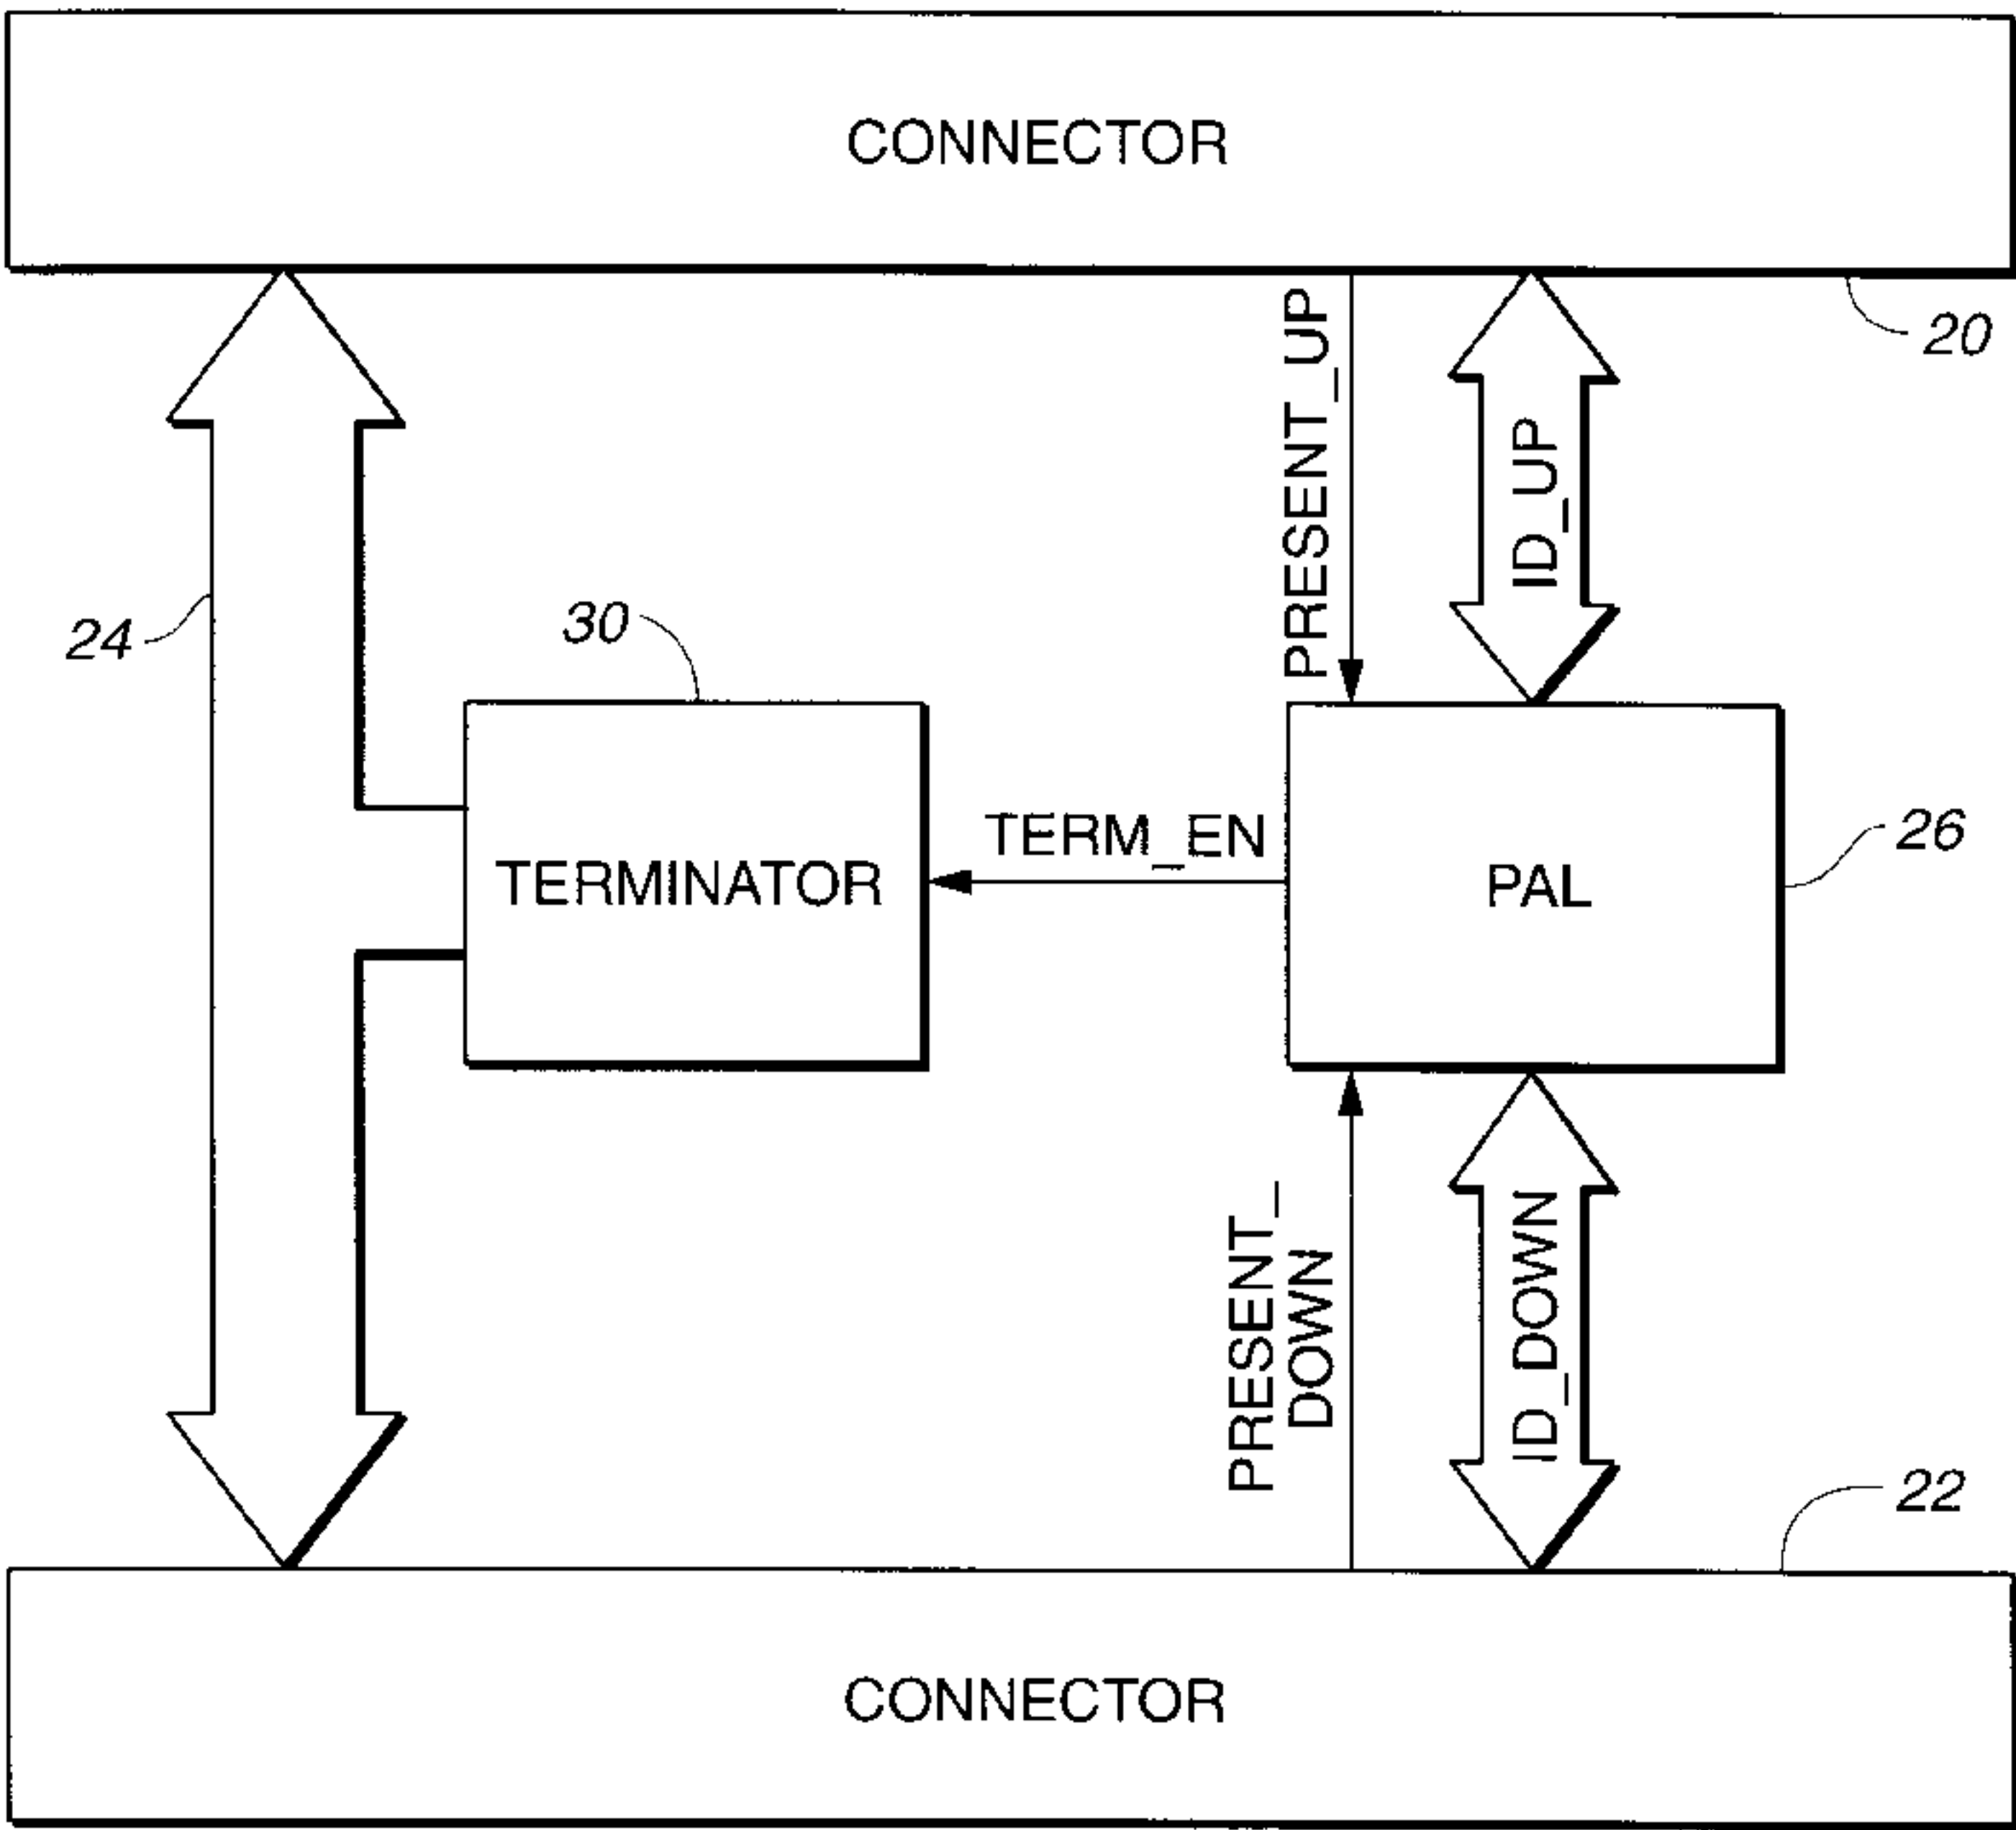 CONNECTOR
20
PRESENT_UP
ID_UP
24
30
TERMINATOR
TERM_EN
PAL
26
PRESENT_
DOWN
ID_DOWN
22
CONNECTOR